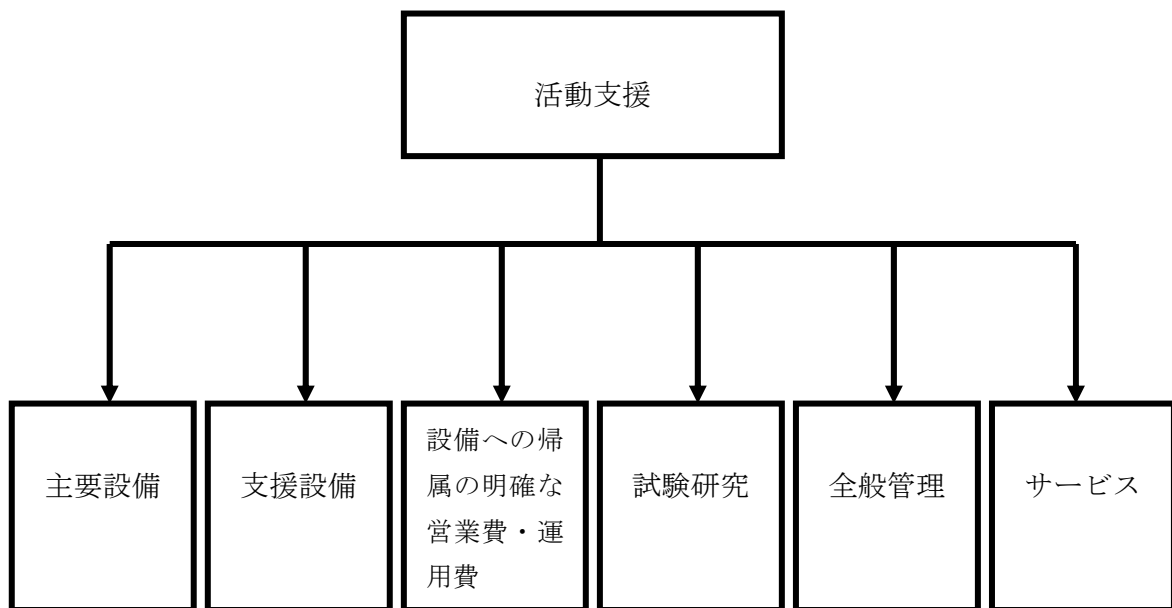 活動支援
主要設備
支援設備
設備への帰
属の明確な
営業費・運
用費
試験研究
全般管理
サービス